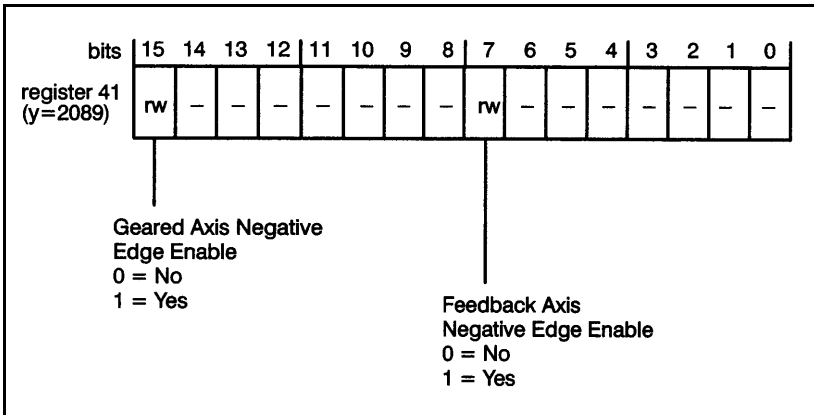 bits 15 14 13 12 11 10 9 8 7 6 5 4 3 2 1 0
register 41
(y=2089)
rw – – – – – – – rw – – – – – – –
Geared Axis Negative
Edge Enable
0 = No
1 = Yes
Feedback Axis
Negative Edge Enable
0 = No
1 = Yes